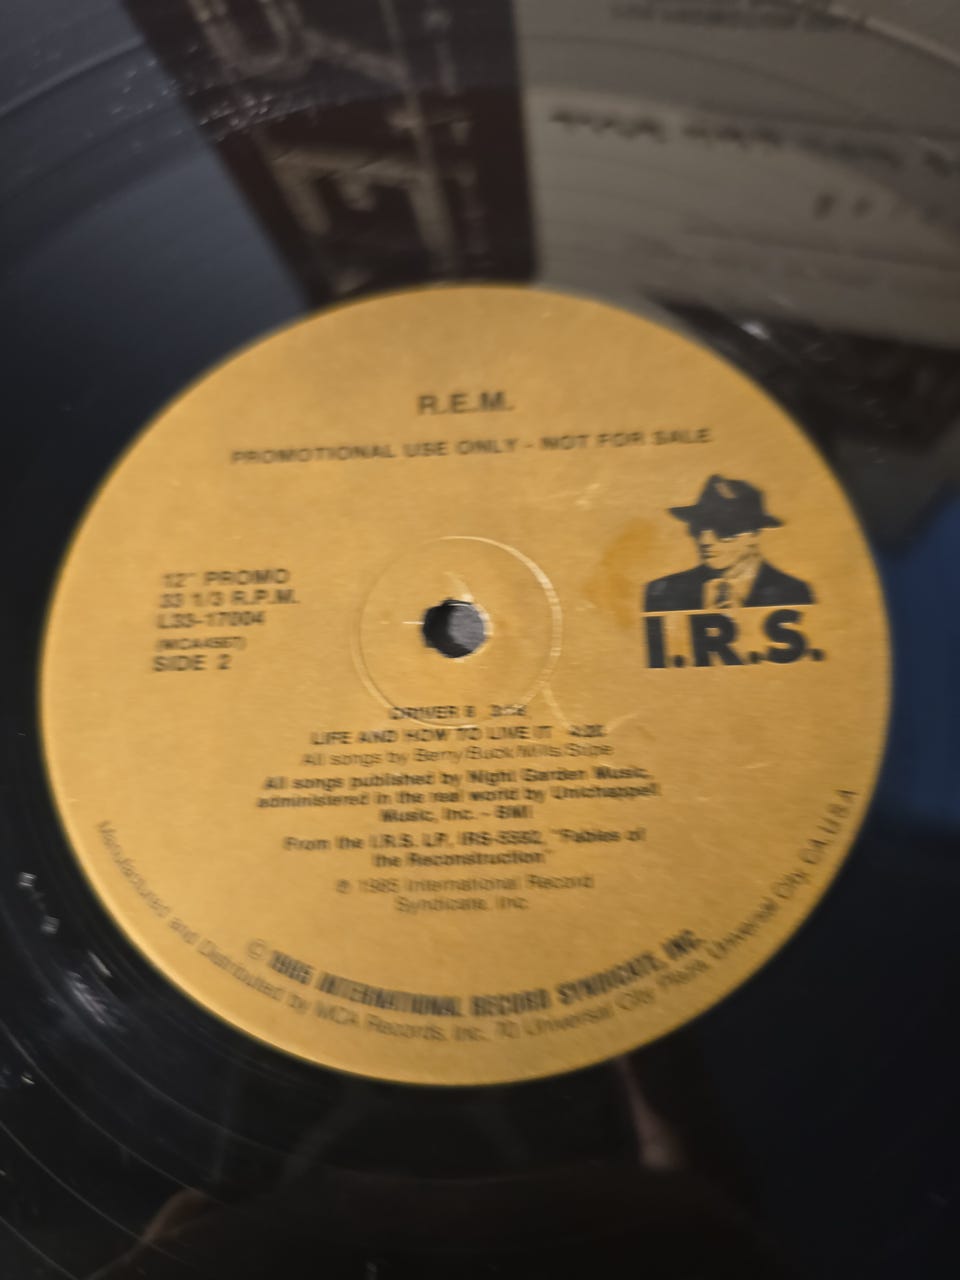 R.E.M.
PROMOTIONAL USE ONLY - NOT FOR SALE
12" PROMO
33 1/3 R.P.M.
L33-17004
(MCA4567)
SIDE 2
I.R.S.
DRIVER 8
LIFE AND HOW TO LIVE IT
All songs by Berry/Buck/Mills/Stipe
All songs published by Night Garden Music,
administered in the real world by Unichappell
Music, Inc. - BMI
From the I.R.S. LP, IRS-5592, "Fables of
the Reconstruction"
℗ 1985 International Record
Syndicate, Inc.
© 1985 INTERNATIONAL RECORD SYNDICATE, INC.
Manufactured and Distributed by MCA Records, Inc. 70 Universal City Plaza, Universal City, CA U.S.A.